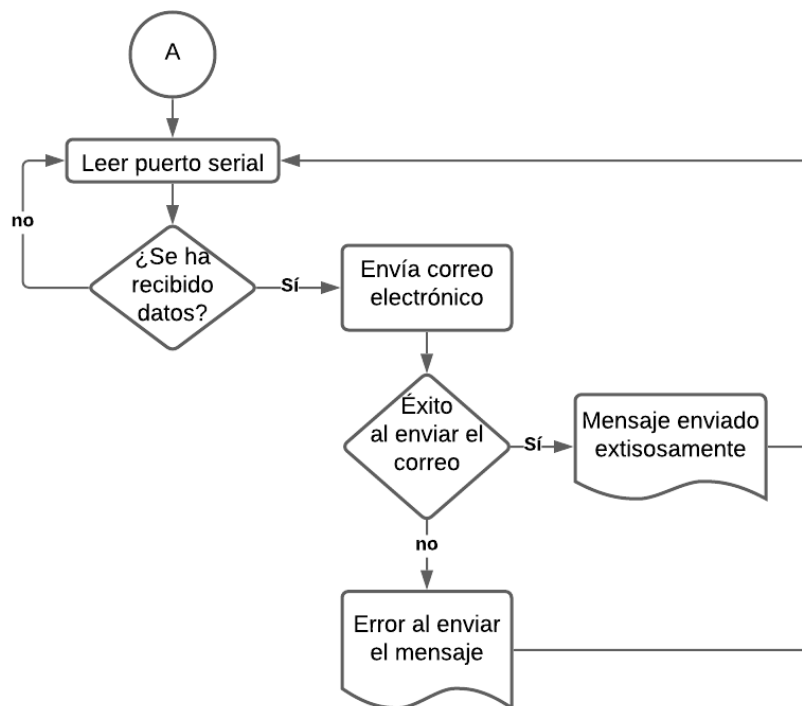 A
Leer puerto serial
no
¿Se ha
recibido
datos?
Sí
Envía correo
electrónico
Éxito
al enviar el
correo
Sí
Mensaje enviado
extisosamente
no
Error al enviar
el mensaje